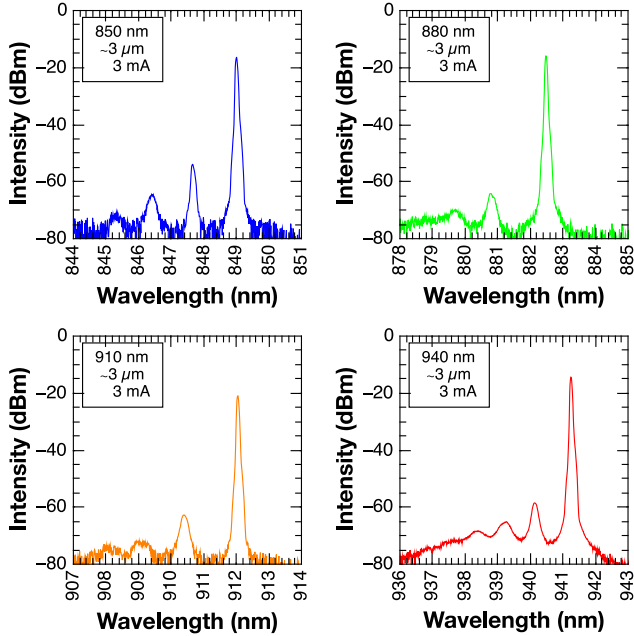 0
−20
−40
−60
−80
Intensity (dBm)
850 nm
~3 µm
3 mA
844
845
846
847
848
849
850
851
Wavelength (nm)
0
−20
−40
−60
−80
Intensity (dBm)
880 nm
~3 µm
3 mA
878
879
880
881
882
883
884
885
Wavelength (nm)
0
−20
−40
−60
−80
Intensity (dBm)
910 nm
~3 µm
3 mA
907
908
909
910
911
912
913
914
Wavelength (nm)
0
−20
−40
−60
−80
Intensity (dBm)
940 nm
~3 µm
3 mA
936
937
938
939
940
941
942
943
Wavelength (nm)